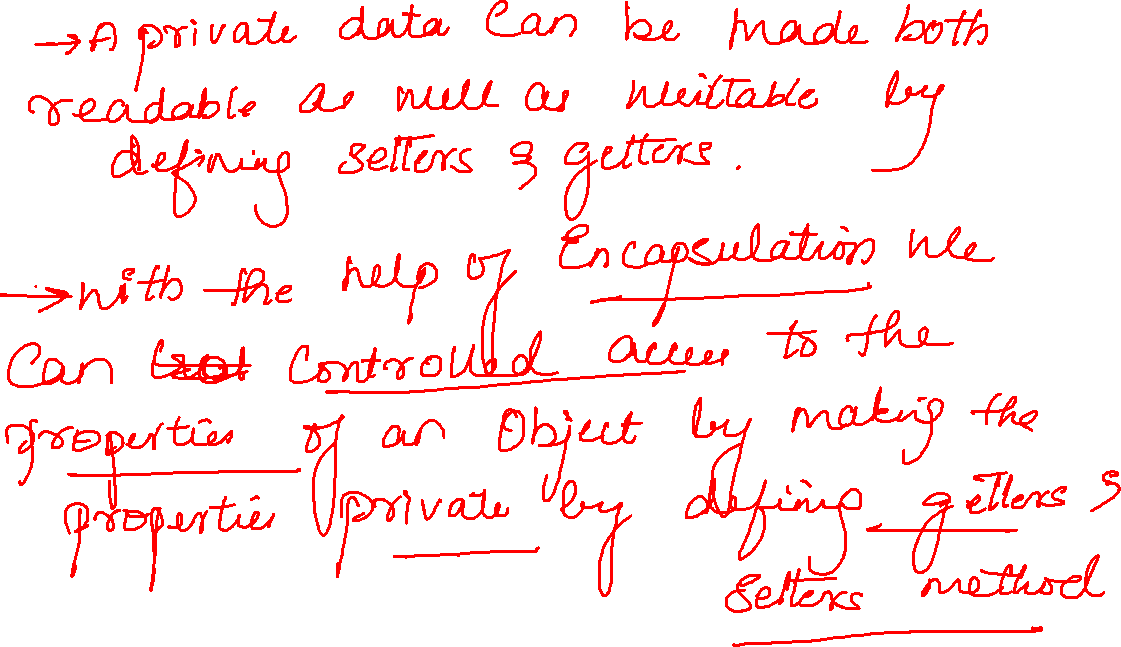 → A private data Can be made both
readable as well as writtable by
defining setters & getters.
→ with the help of Encapsulation we
Can controlled access to the
properties of an Object by making the
properties private by defining getters &
setters method